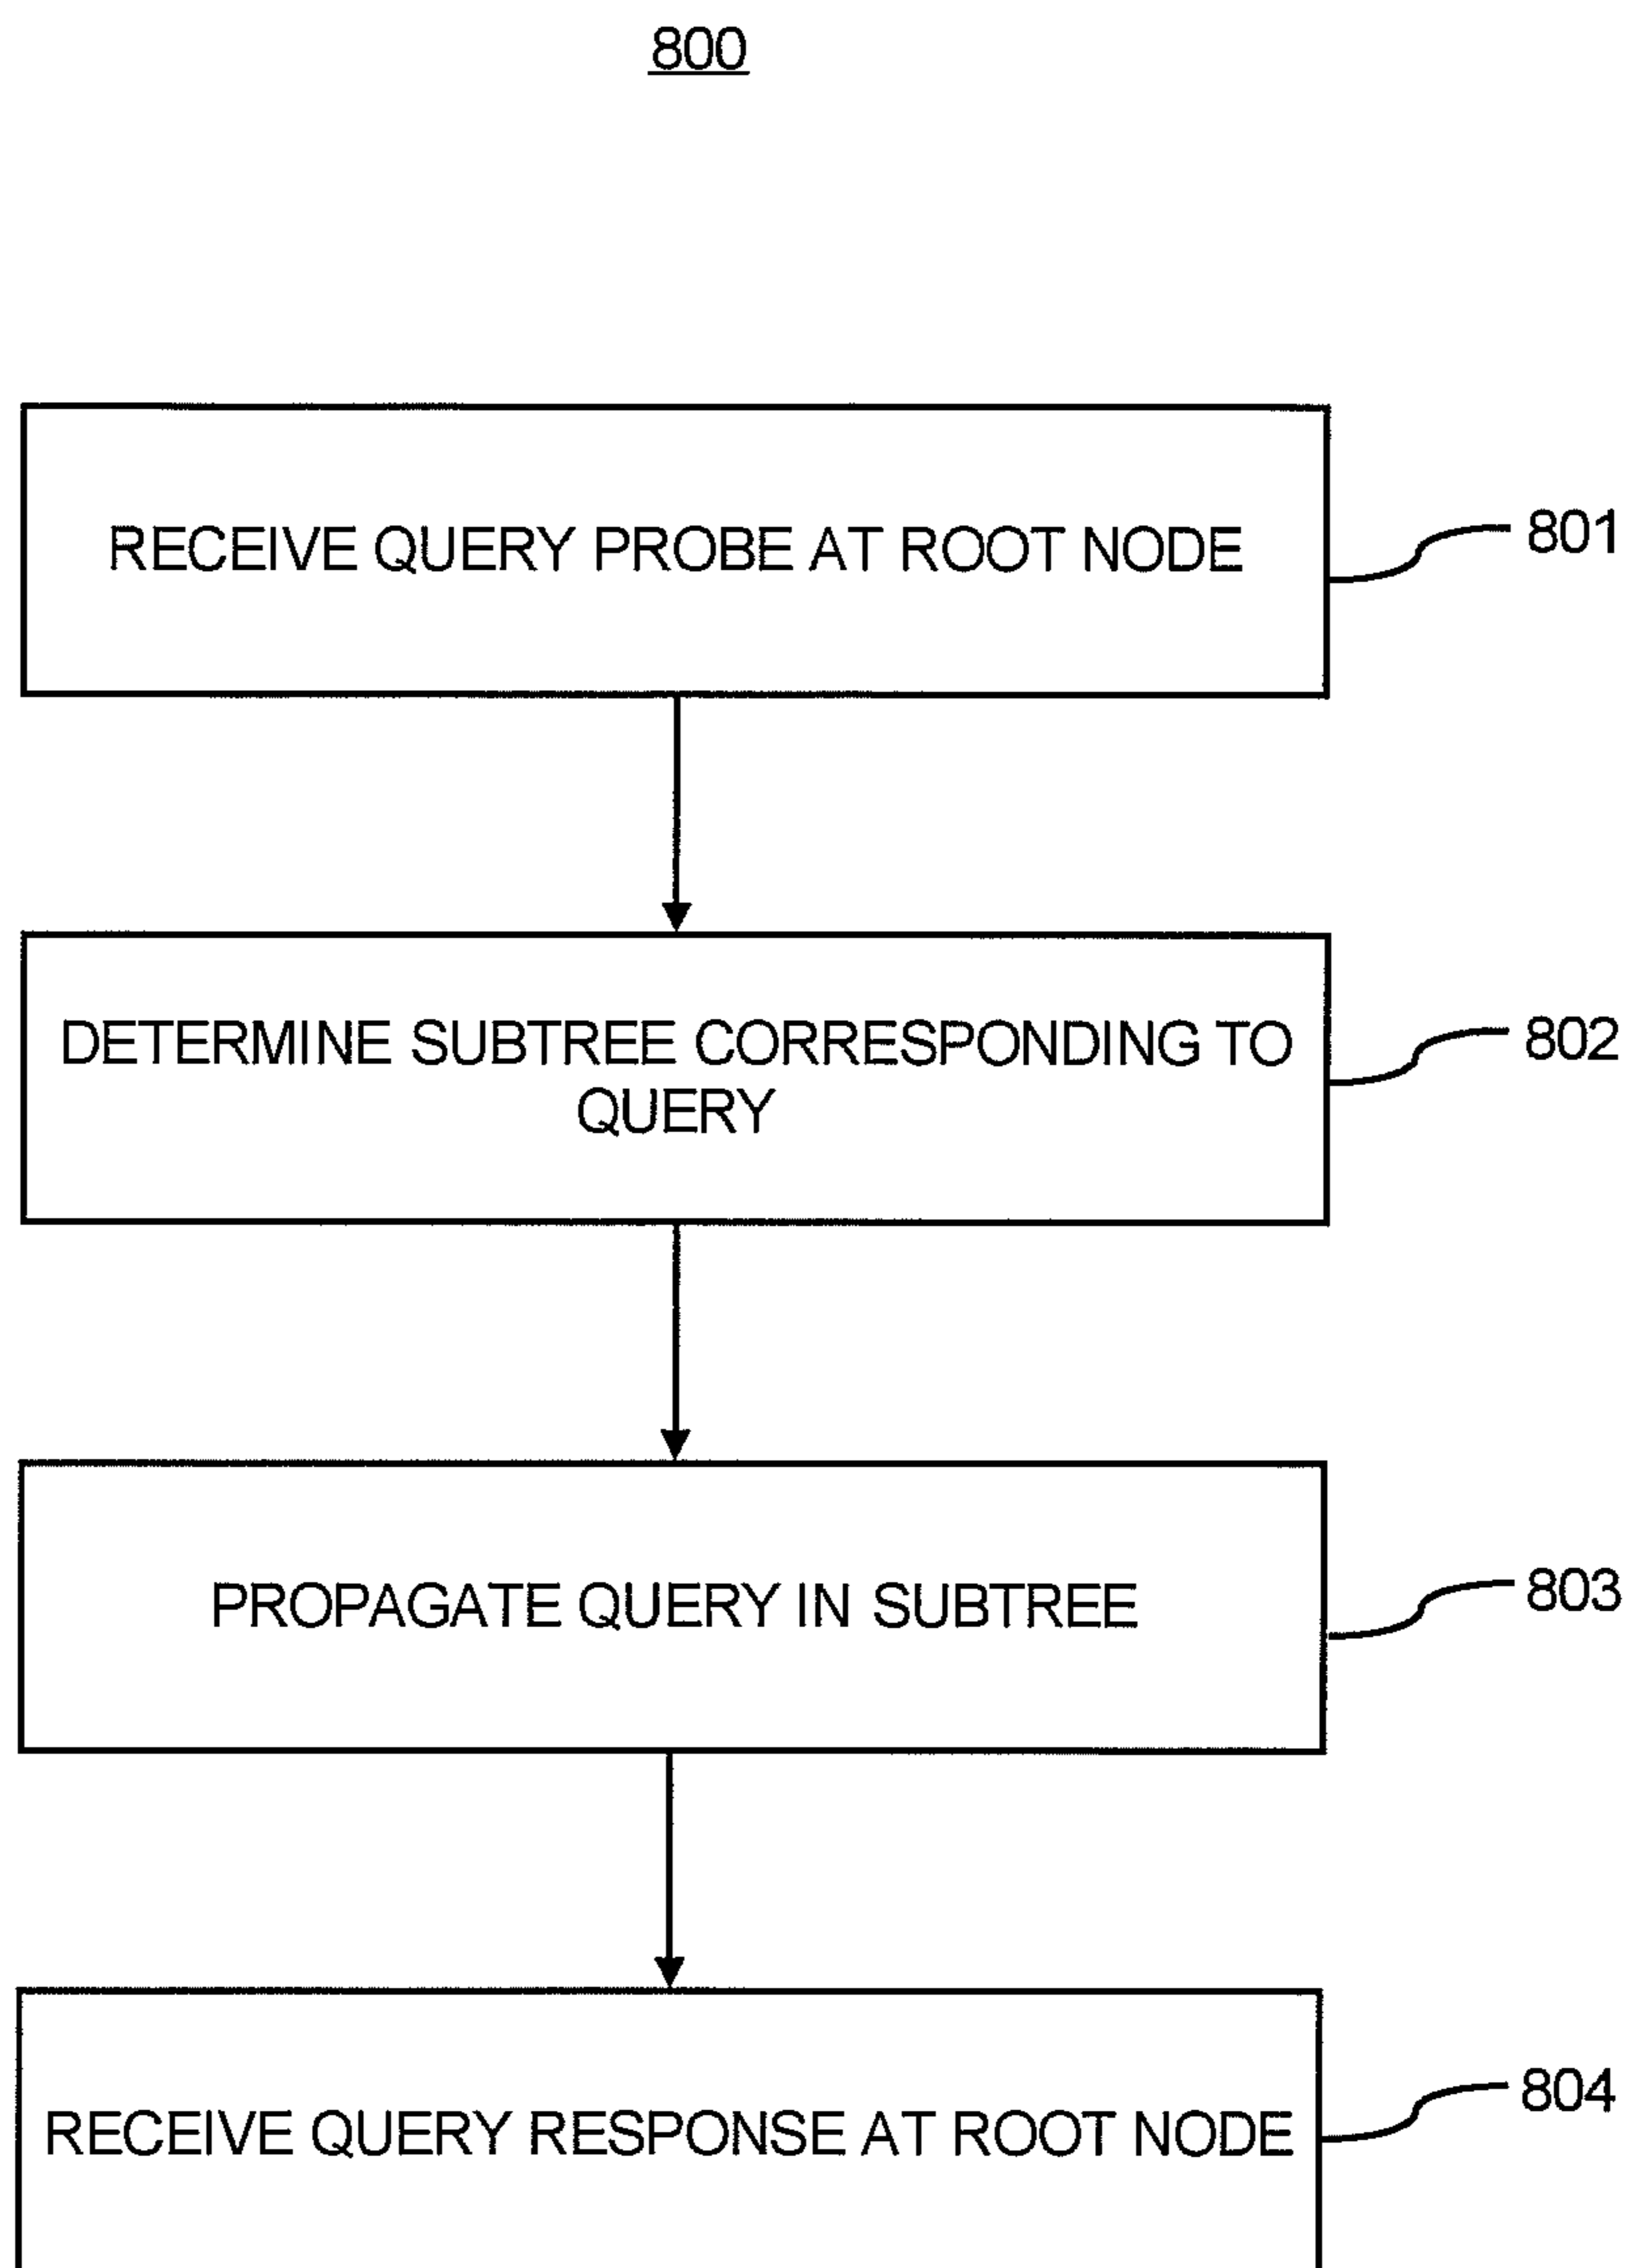 800
RECEIVE QUERY PROBE AT ROOT NODE
801
DETERMINE SUBTREE CORRESPONDING TO
QUERY
802
PROPAGATE QUERY IN SUBTREE
803
RECEIVE QUERY RESPONSE AT ROOT NODE
804